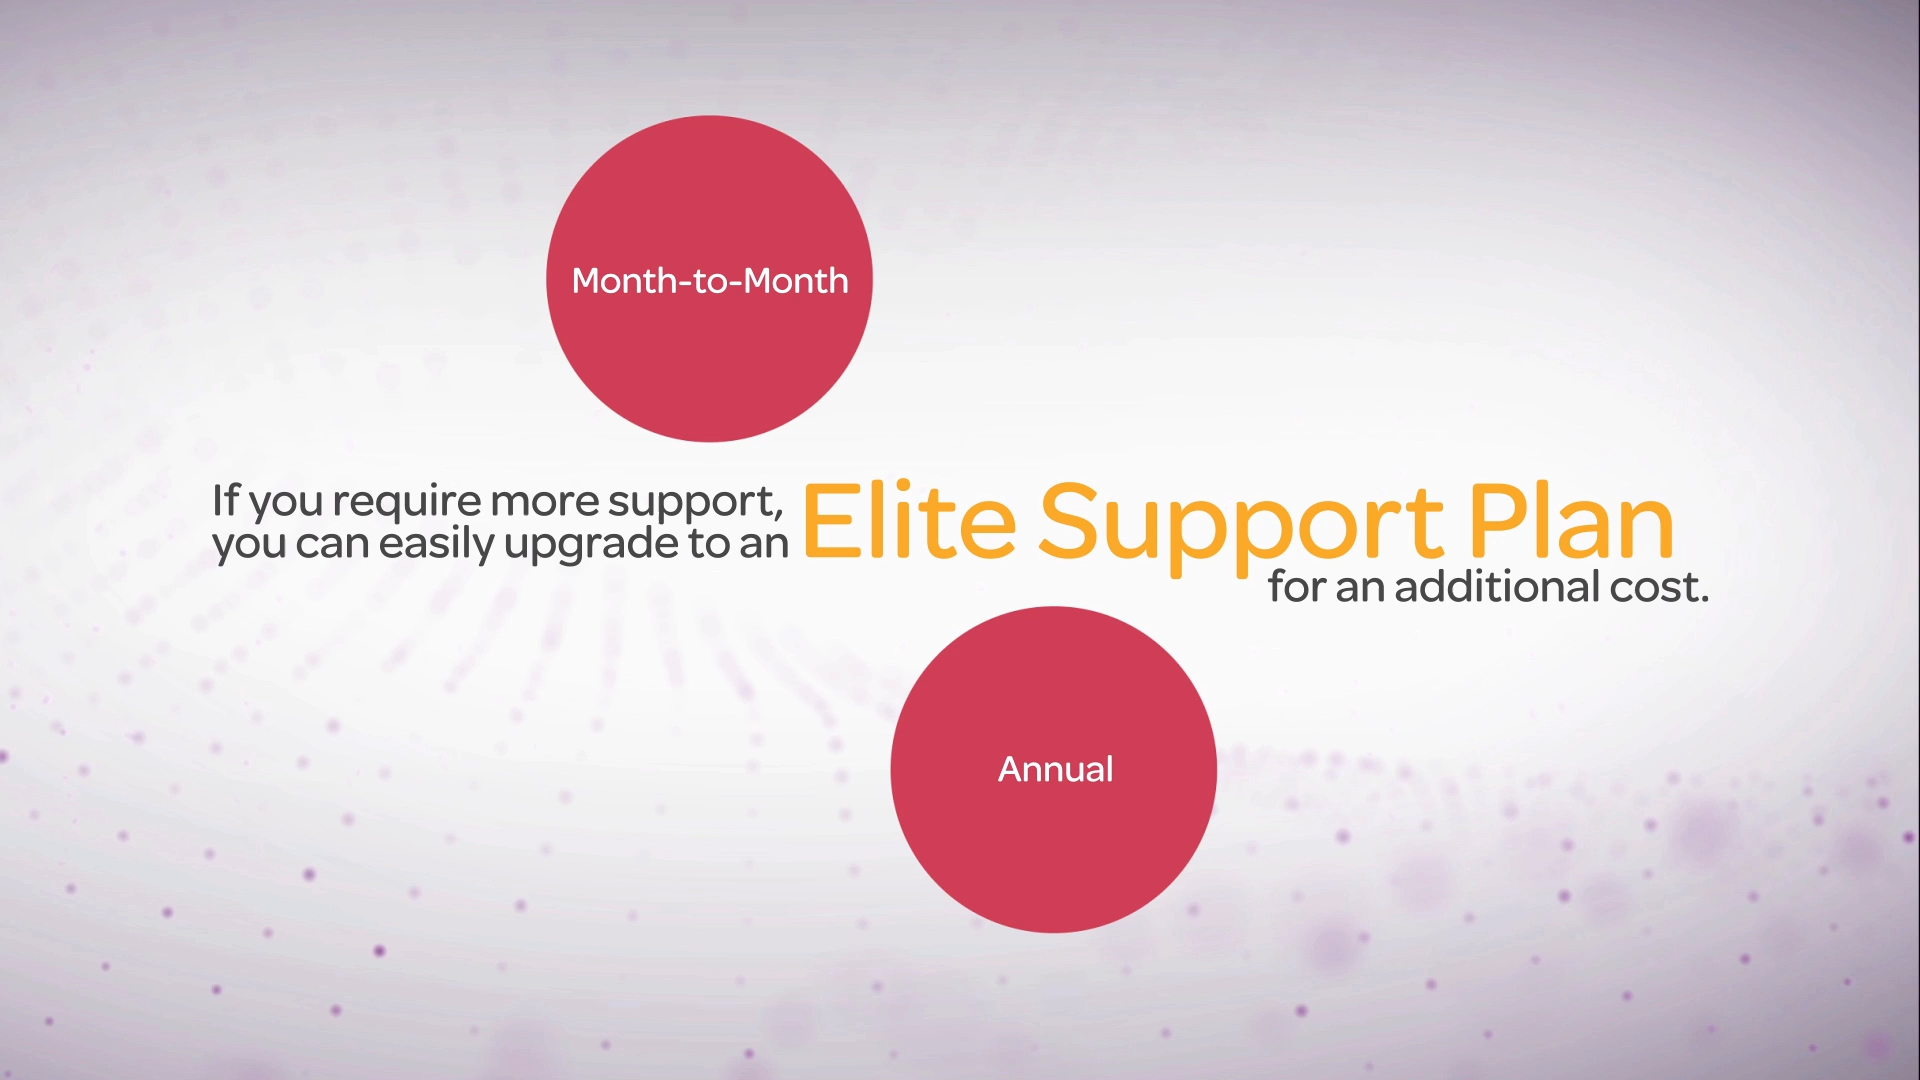 Month-to-Month
If you require more support,
you can easily upgrade to an Elite Support Plan
for an additional cost.
Annual